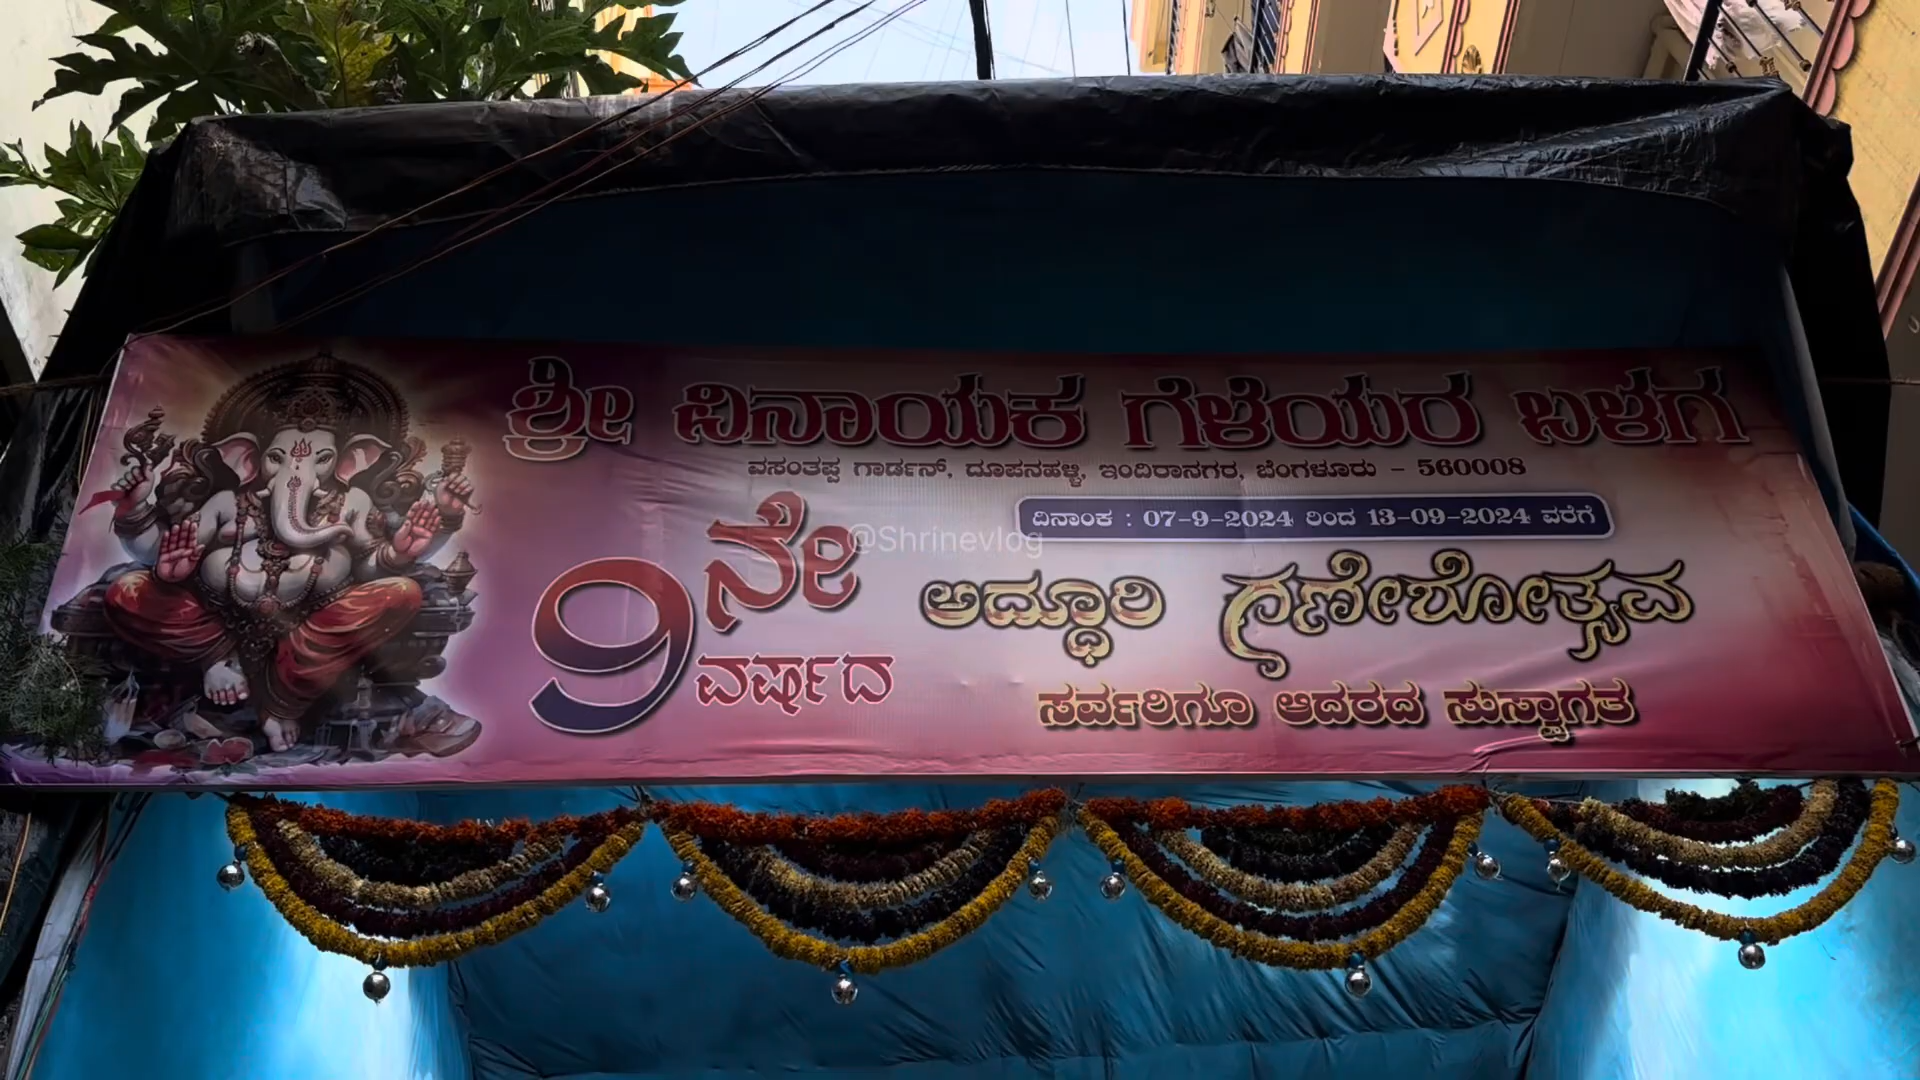 ಶ್ರೀ ವಿನಾಯಕ ಗೆಳೆಯರ ಬಳಗ
ವಸಂತಪ್ಪ ಗಾರ್ಡನ್, ದೂಪನಹಳ್ಳಿ, ಇಂದಿರಾನಗರ, ಬೆಂಗಳೂರು - 560008
ದಿನಾಂಕ : 07-9-2024 ರಿಂದ 13-09-2024 ವರೆಗೆ
@Shrinevlog
9ನೇ
ವರ್ಷದ
ಅದ್ಧೂರಿ ಗಣೇಶೋತ್ಸವ
ಸರ್ವರಿಗೂ ಆದರದ ಸುಸ್ವಾಗತ